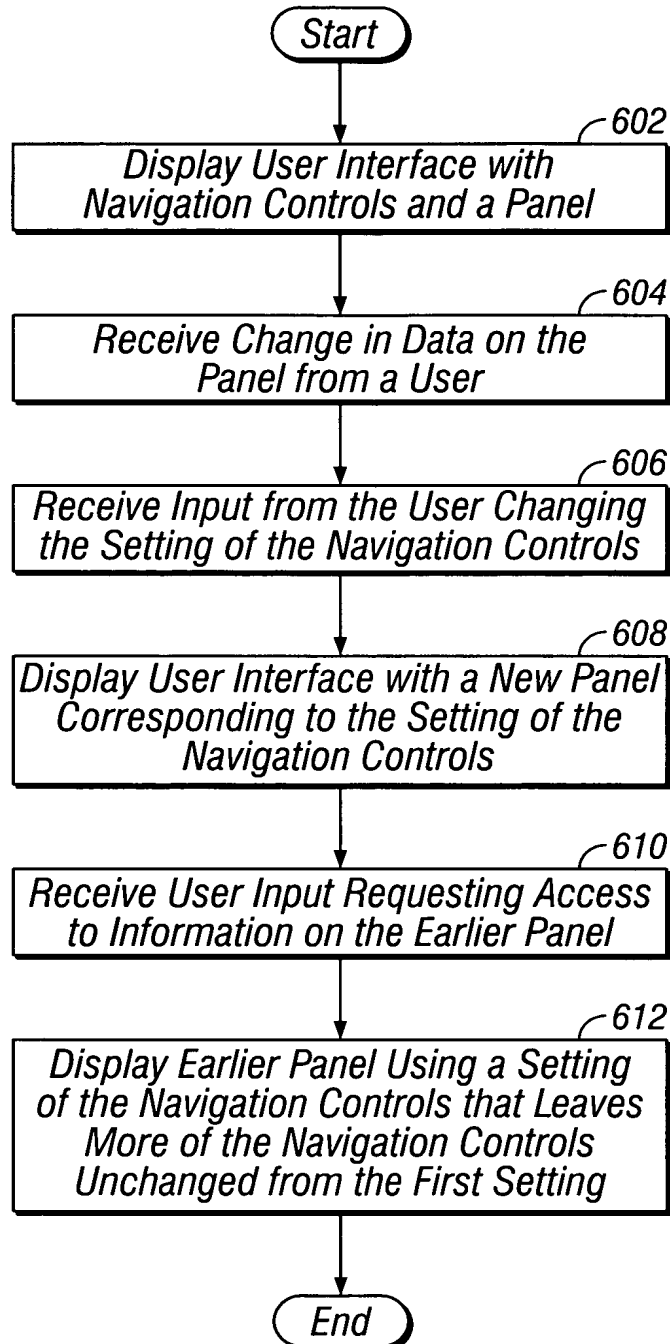 Start
602
Display User Interface with
Navigation Controls and a Panel
604
Receive Change in Data on the
Panel from a User
606
Receive Input from the User Changing
the Setting of the Navigation Controls
608
Display User Interface with a New Panel
Corresponding to the Setting of the
Navigation Controls
610
Receive User Input Requesting Access
to Information on the Earlier Panel
612
Display Earlier Panel Using a Setting
of the Navigation Controls that Leaves
More of the Navigation Controls
Unchanged from the First Setting
End